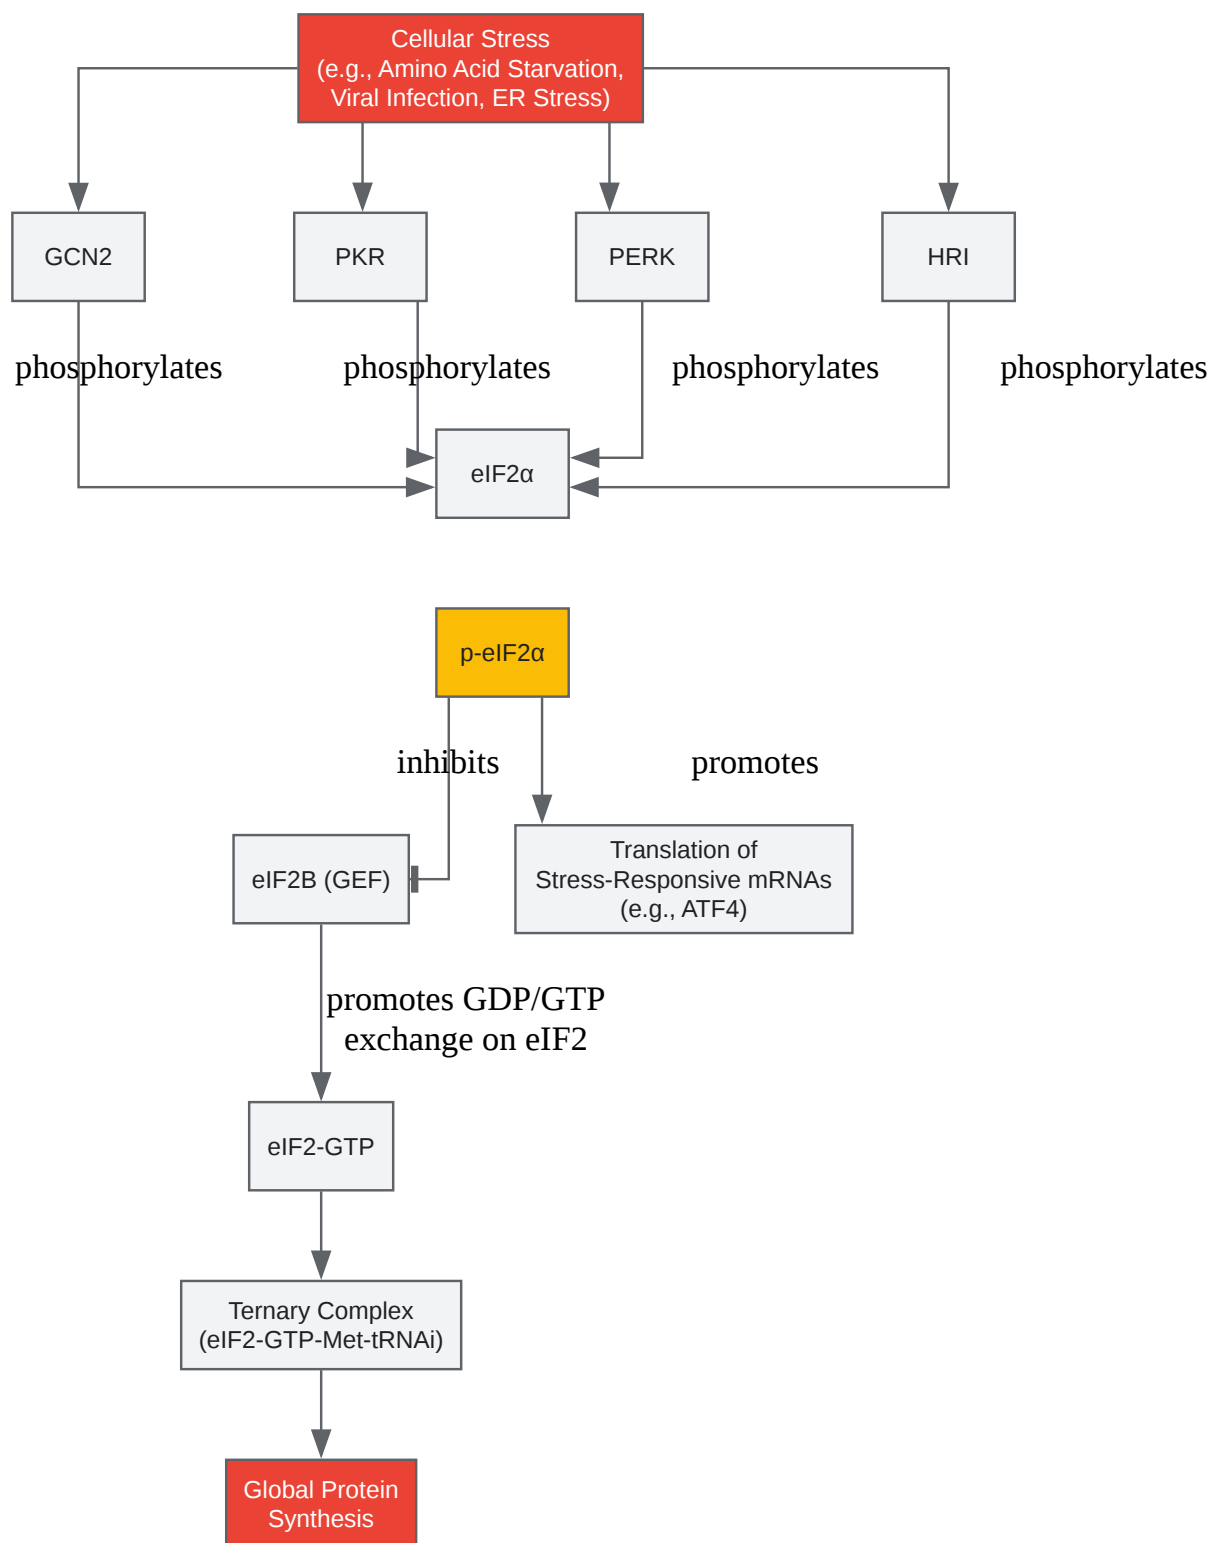 Cellular Stress
(e.g., Amino Acid Starvation,
Viral Infection, ER Stress)
GCN2
PKR
PERK
HRI
phosphorylates
phosphorylates
phosphorylates
phosphorylates
eIF2α
p-eIF2α
inhibits
promotes
eIF2B (GEF)
Translation of
Stress-Responsive mRNAs
(e.g., ATF4)
promotes GDP/GTP
exchange on eIF2
eIF2-GTP
Ternary Complex
(eIF2-GTP-Met-tRNAi)
Global Protein
Synthesis